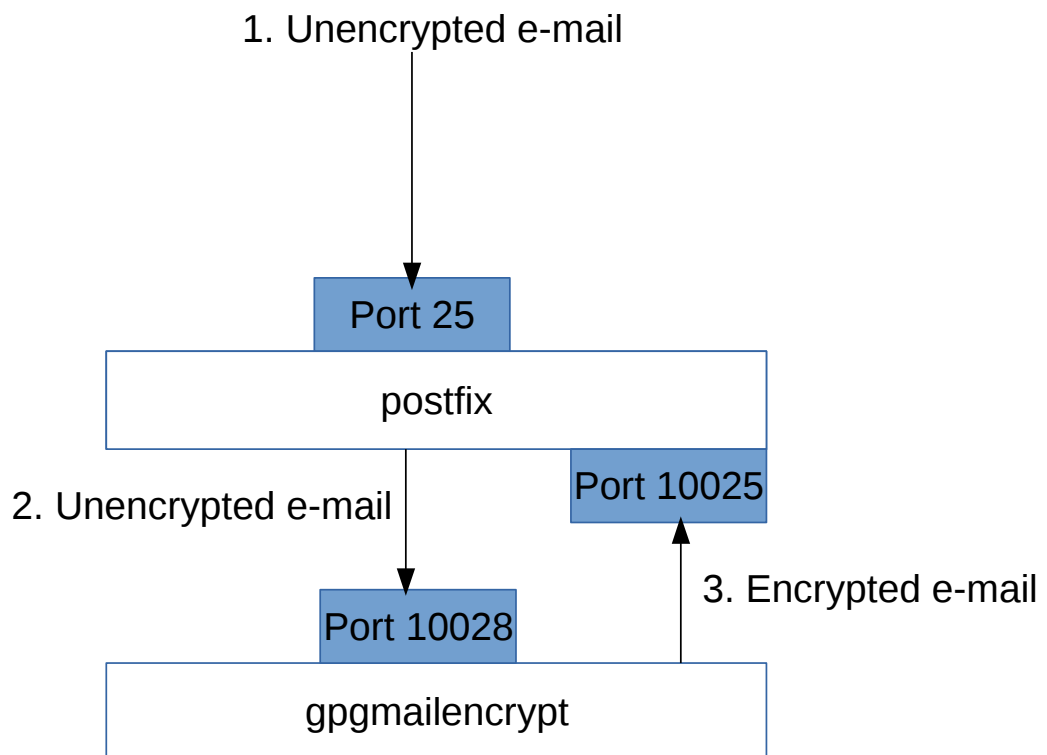 1. Unencrypted e-mail
Port 25
postfix
Port 10025
2. Unencrypted e-mail
3. Encrypted e-mail
Port 10028
gpgmailencrypt